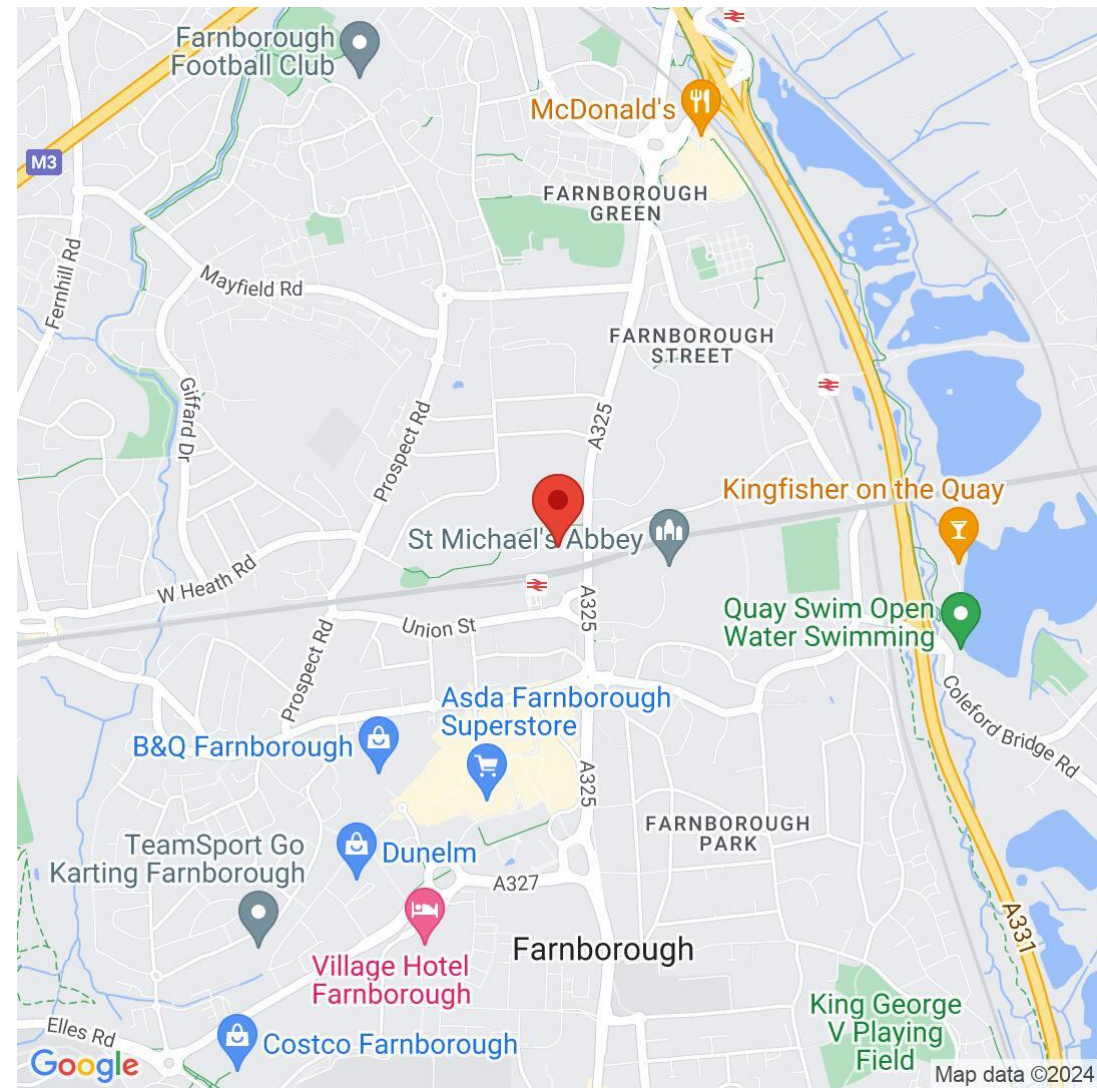 Farnborough
Football Club
McDonald's
M3
FARNBOROUGH
GREEN
Fernhill Rd
Mayfield Rd
FARNBOROUGH
STREET
Giffard Dr
Prospect Rd
A325
Kingfisher on the Quay
St Michael's Abbey
W Heath Rd
A325
Union St
Quay Swim Open
Water Swimming
Prospect Rd
Asda Farnborough
Superstore
Coleford Bridge Rd
B&Q Farnborough
A325
FARNBOROUGH
PARK
TeamSport Go
Karting Farnborough
Dunelm
A327
A331
Farnborough
Village Hotel
Farnborough
King George
V Playing
Field
Elles Rd
Costco Farnborough
Google
Map data ©2024